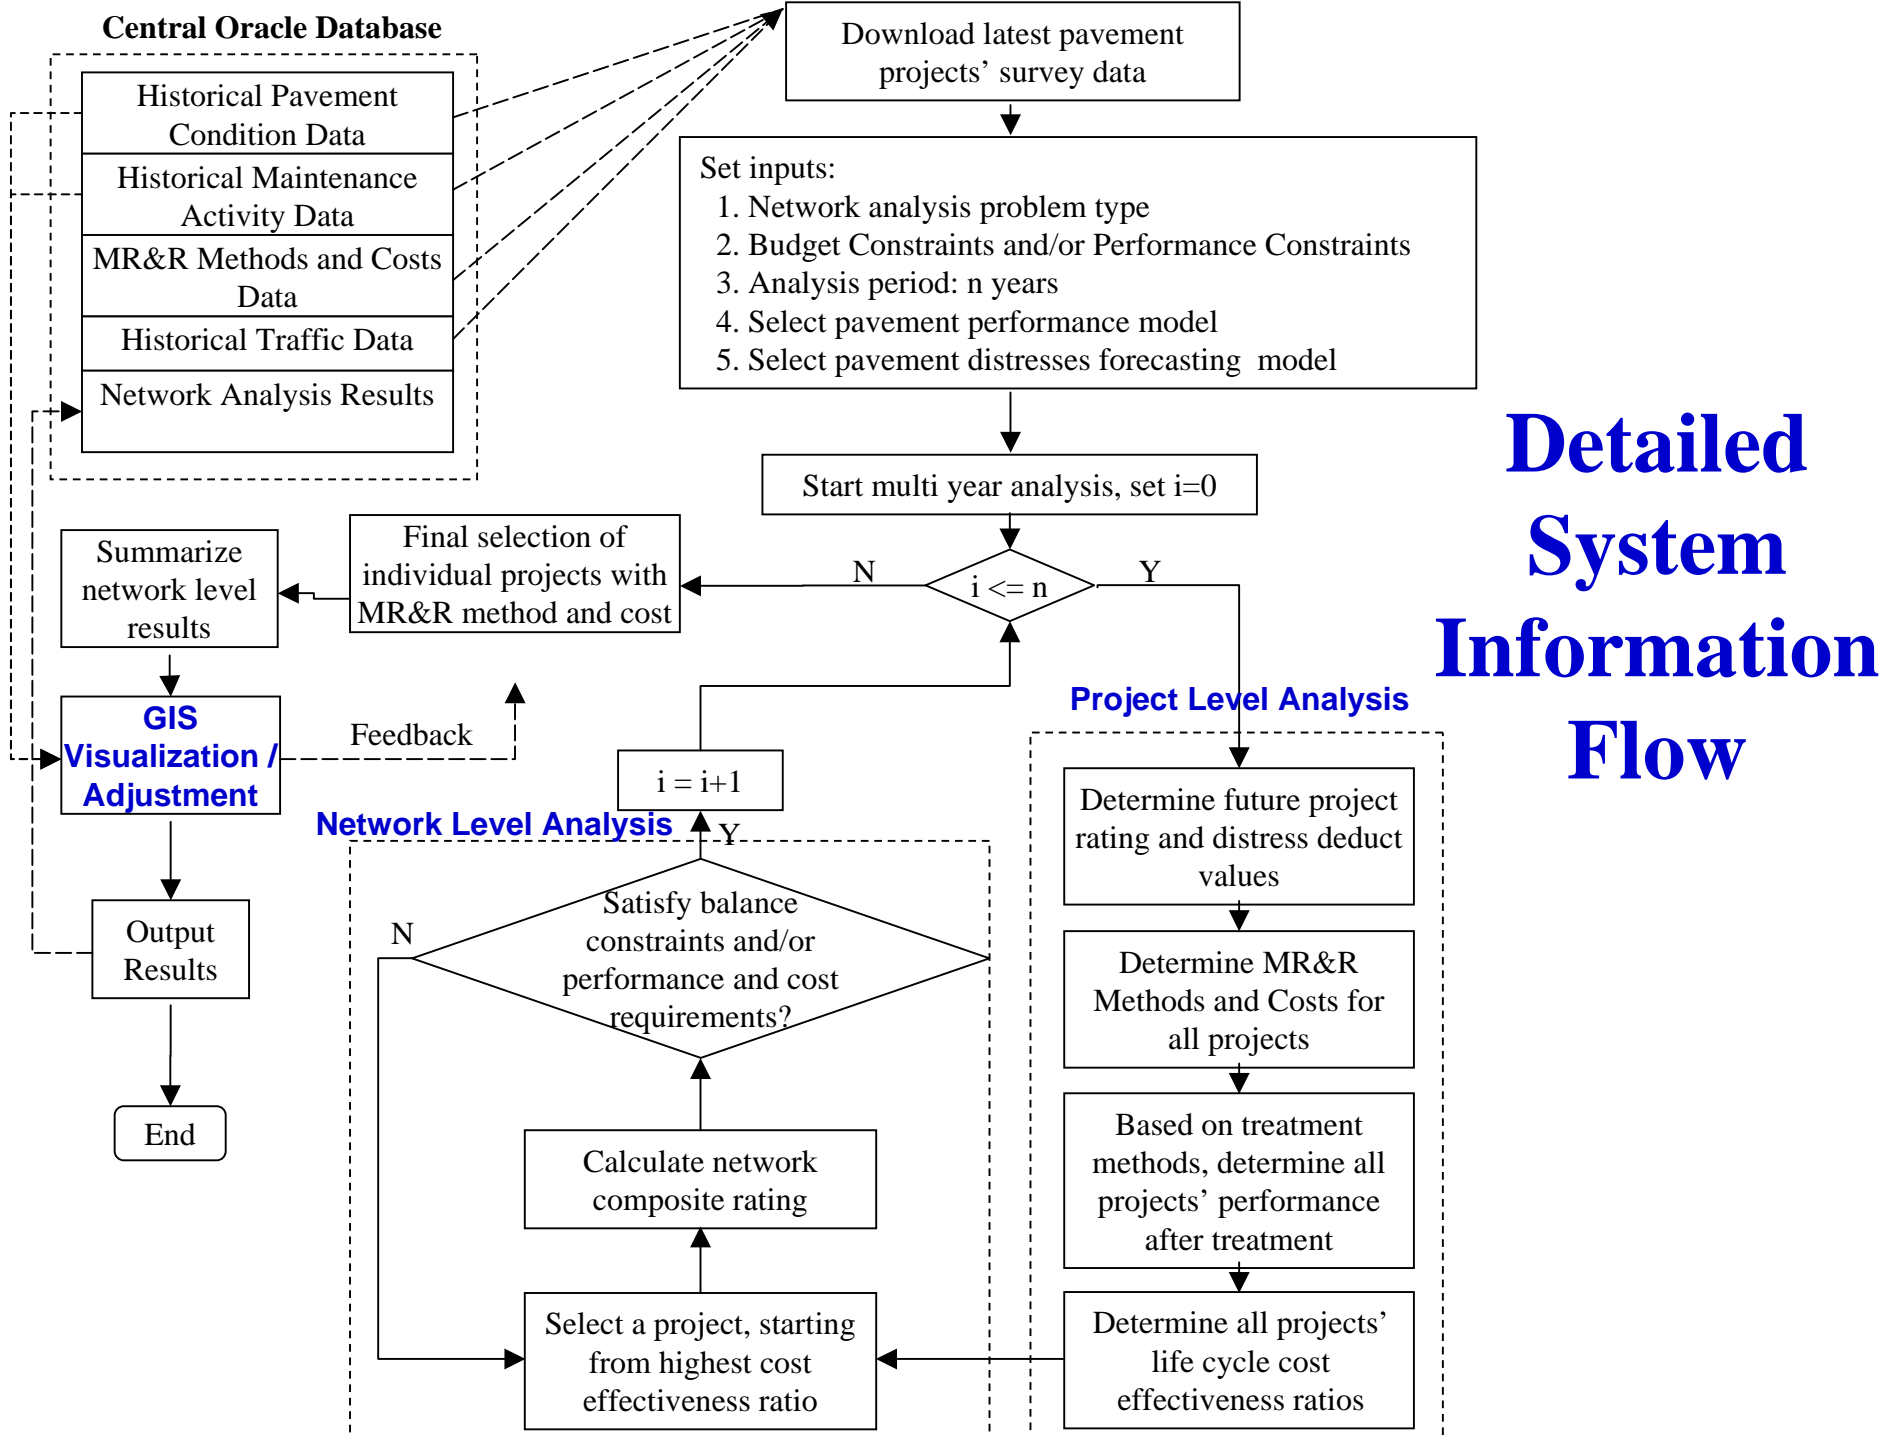 Central Oracle Database
Historical Pavement
Condition Data
Historical Maintenance
Activity Data
MR&R Methods and Costs
Data
Historical Traffic Data
Network Analysis Results
Download latest pavement
projects’ survey data
Set inputs:
1. Network analysis problem type
2. Budget Constraints and/or Performance Constraints
3. Analysis period: n years
4. Select pavement performance model
5. Select pavement distresses forecasting  model
Start multi year analysis, set i=0
i <= n
N
Y
Final selection of
individual projects with
MR&R method and cost
Summarize
network level
results
GIS
Visualization /
Adjustment
Feedback
Output
Results
End
Detailed
System
Information
Flow
Project Level Analysis
Determine future project
rating and distress deduct
values
Determine MR&R
Methods and Costs for
all projects
Based on treatment
methods, determine all
projects’ performance
after treatment
Determine all projects’
life cycle cost
effectiveness ratios
i = i+1
Network Level Analysis
Y
N
Satisfy balance
constraints and/or
performance and cost
requirements?
Calculate network
composite rating
Select a project, starting
from highest cost
effectiveness ratio